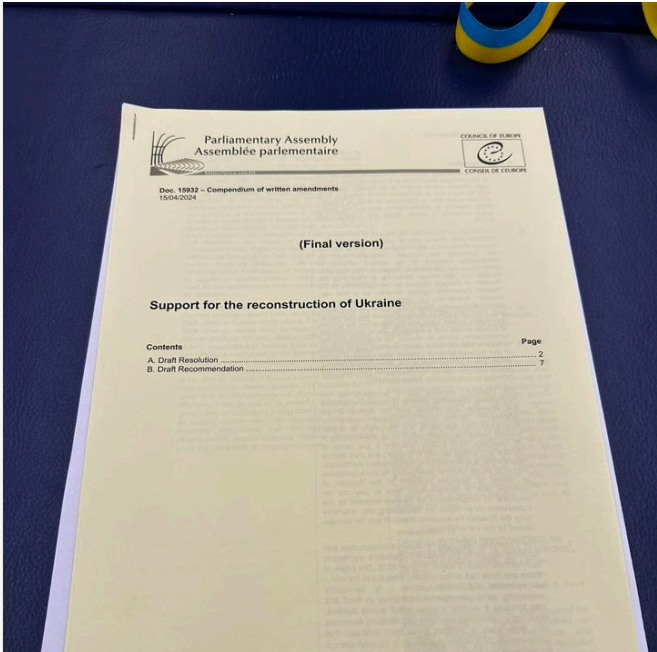 Parliamentary Assembly
Assemblée parlementaire
COUNCIL OF EUROPE
CONSEIL DE L'EUROPE
Doc. 15932 – Compendium of written amendments
15/04/2024
(Final version)
Support for the reconstruction of Ukraine
Contents Page
A. Draft Resolution ........................................................................................................ 2
B. Draft Recommendation ................................................................................................ 7